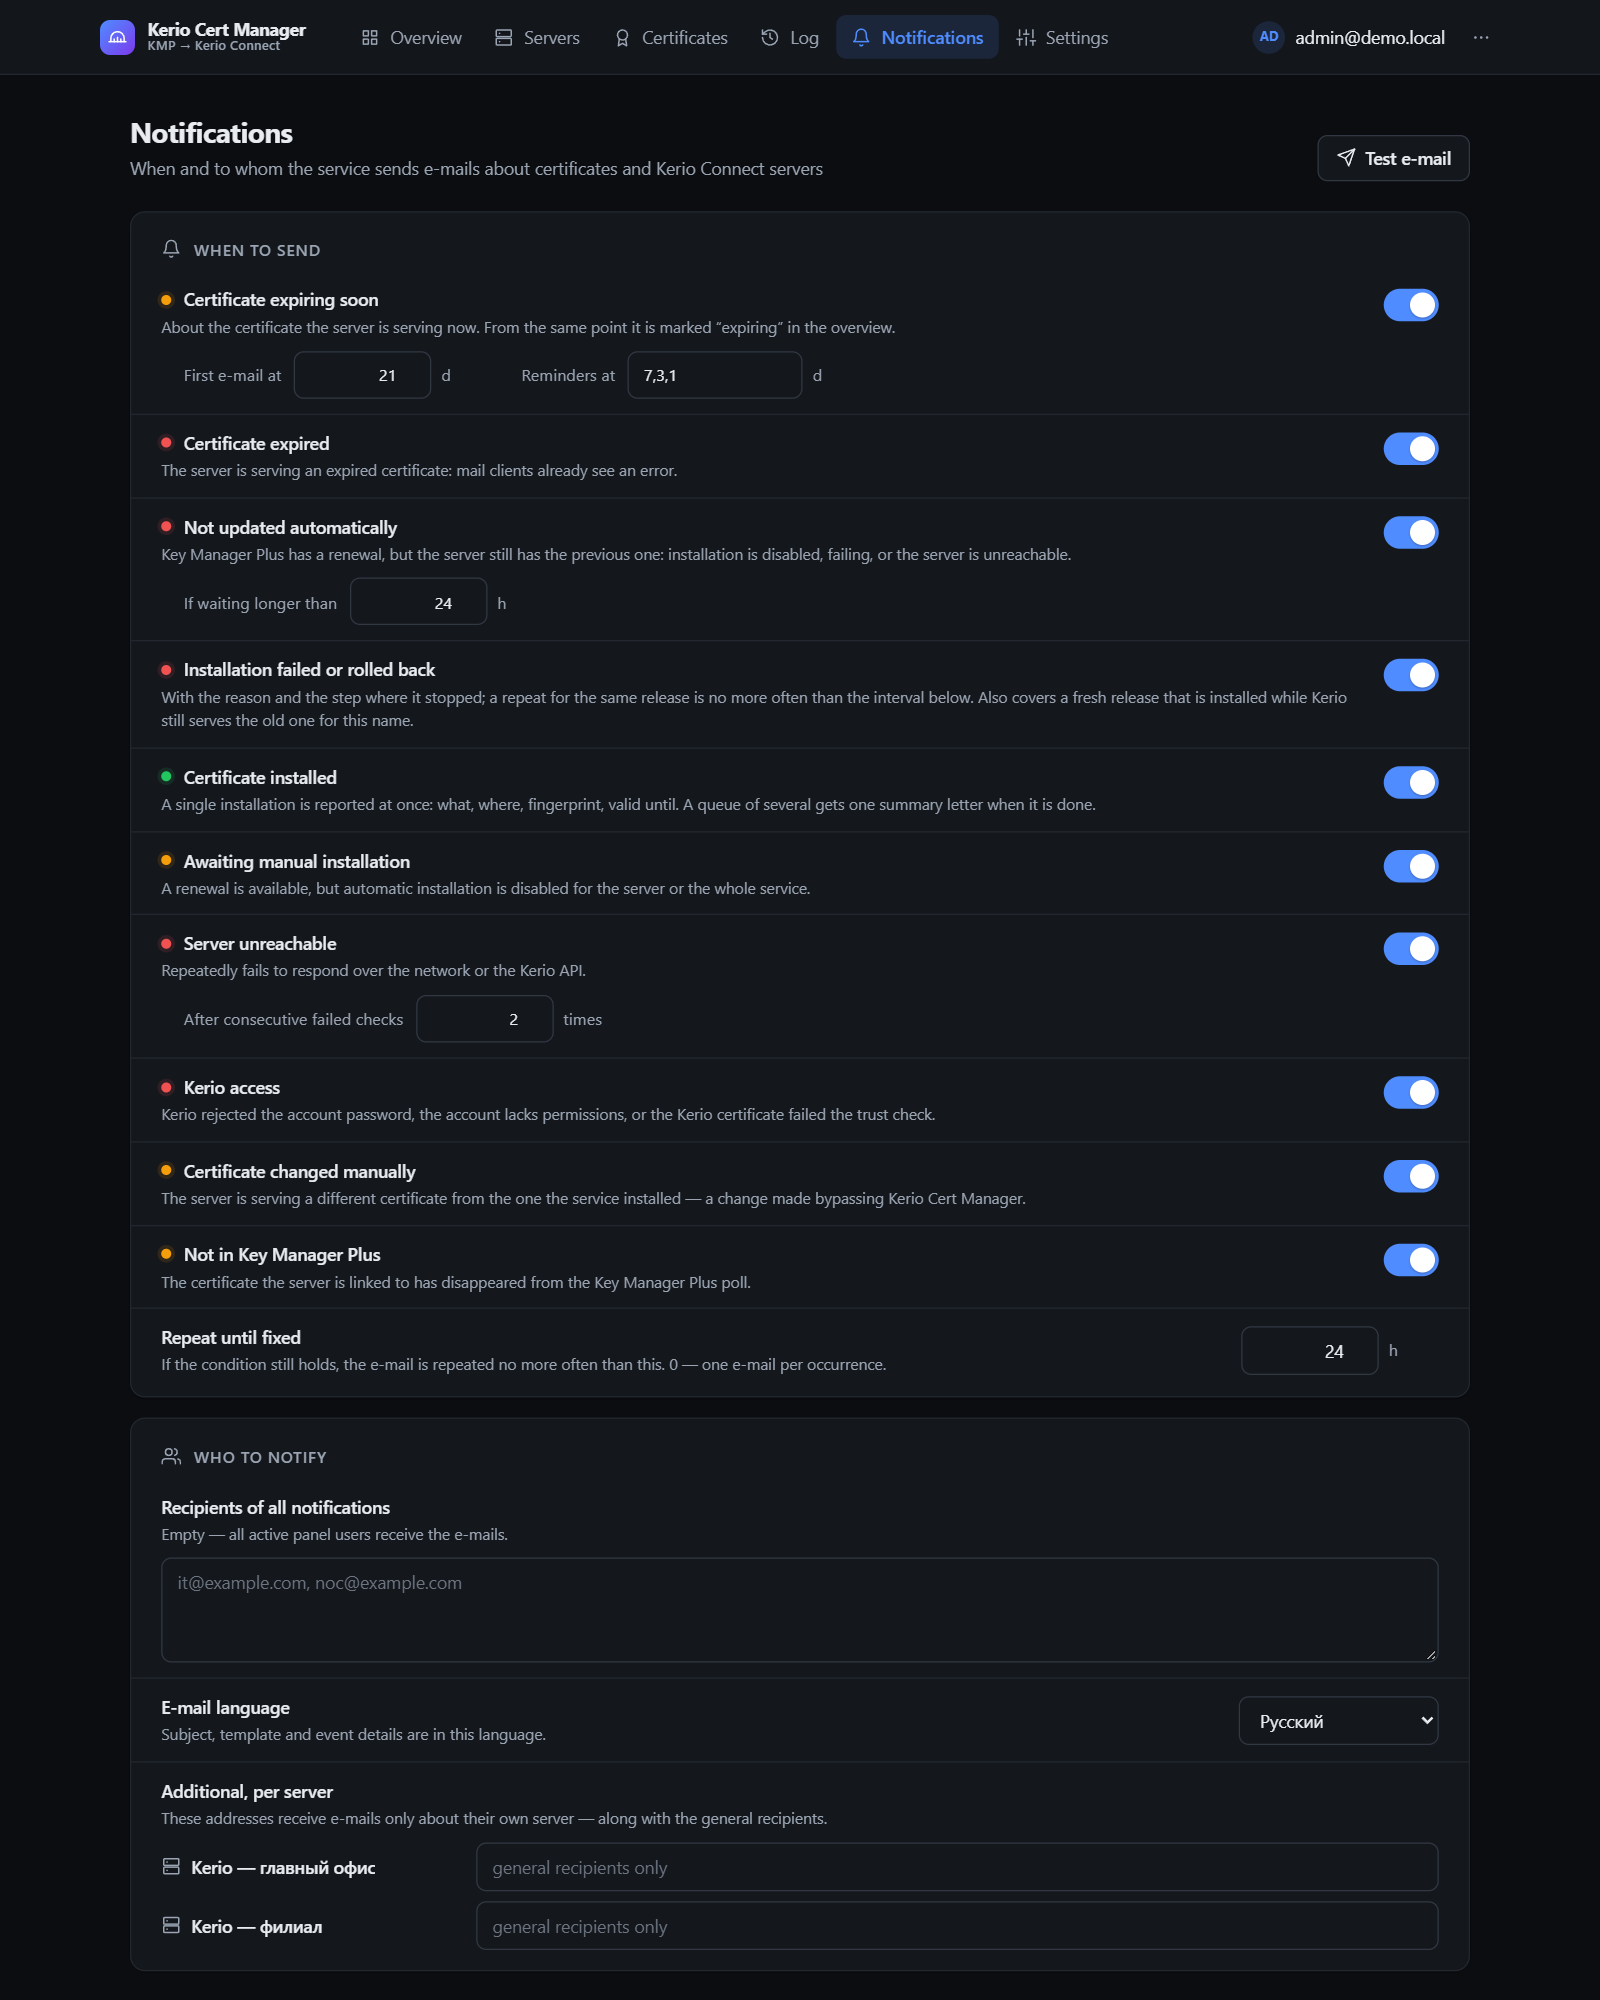 Kerio Cert Manager
KMP → Kerio Connect
Overview
Servers
Certificates
Log
Notifications
Settings
AD
admin@demo.local
Notifications
When and to whom the service sends e-mails about certificates and Kerio Connect servers
Test e-mail
WHEN TO SEND
Certificate expiring soon
About the certificate the server is serving now. From the same point it is marked “expiring” in the overview.
First e-mail at 21 d Reminders at 7,3,1 d
Certificate expired
The server is serving an expired certificate: mail clients already see an error.
Not updated automatically
Key Manager Plus has a renewal, but the server still has the previous one: installation is disabled, failing, or the server is unreachable.
If waiting longer than 24 h
Installation failed or rolled back
With the reason and the step where it stopped; a repeat for the same release is no more often than the interval below. Also covers a fresh release that is installed while Kerio
still serves the old one for this name.
Certificate installed
A single installation is reported at once: what, where, fingerprint, valid until. A queue of several gets one summary letter when it is done.
Awaiting manual installation
A renewal is available, but automatic installation is disabled for the server or the whole service.
Server unreachable
Repeatedly fails to respond over the network or the Kerio API.
After consecutive failed checks 2 times
Kerio access
Kerio rejected the account password, the account lacks permissions, or the Kerio certificate failed the trust check.
Certificate changed manually
The server is serving a different certificate from the one the service installed — a change made bypassing Kerio Cert Manager.
Not in Key Manager Plus
The certificate the server is linked to has disappeared from the Key Manager Plus poll.
Repeat until fixed
If the condition still holds, the e-mail is repeated no more often than this. 0 — one e-mail per occurrence.
24 h
WHO TO NOTIFY
Recipients of all notifications
Empty — all active panel users receive the e-mails.
it@example.com, noc@example.com
E-mail language
Subject, template and event details are in this language.
Русский
Additional, per server
These addresses receive e-mails only about their own server — along with the general recipients.
Kerio — главный офис
general recipients only
Kerio — филиал
general recipients only